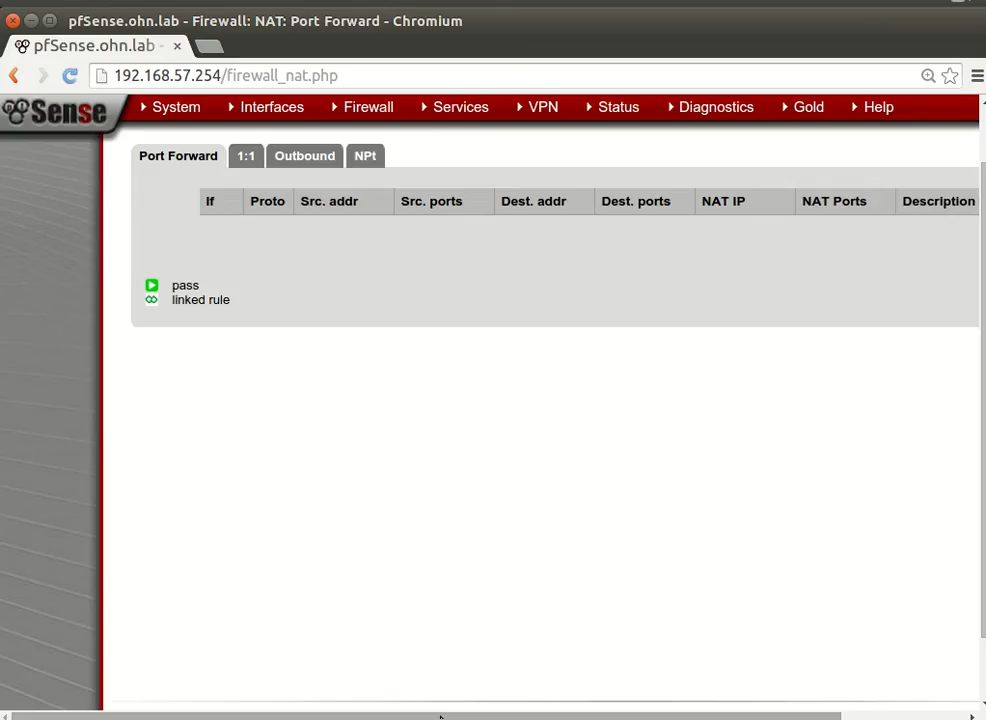 pfSense.ohn.lab - Firewall: NAT: Port Forward - Chromium
pfSense.ohn.lab -
192.168.57.254/firewall_nat.php
Sense System Interfaces Firewall Services VPN Status Diagnostics Gold Help
Port Forward 1:1 Outbound NPt
If Proto Src. addr Src. ports Dest. addr Dest. ports NAT IP NAT Ports Description
pass
linked rule